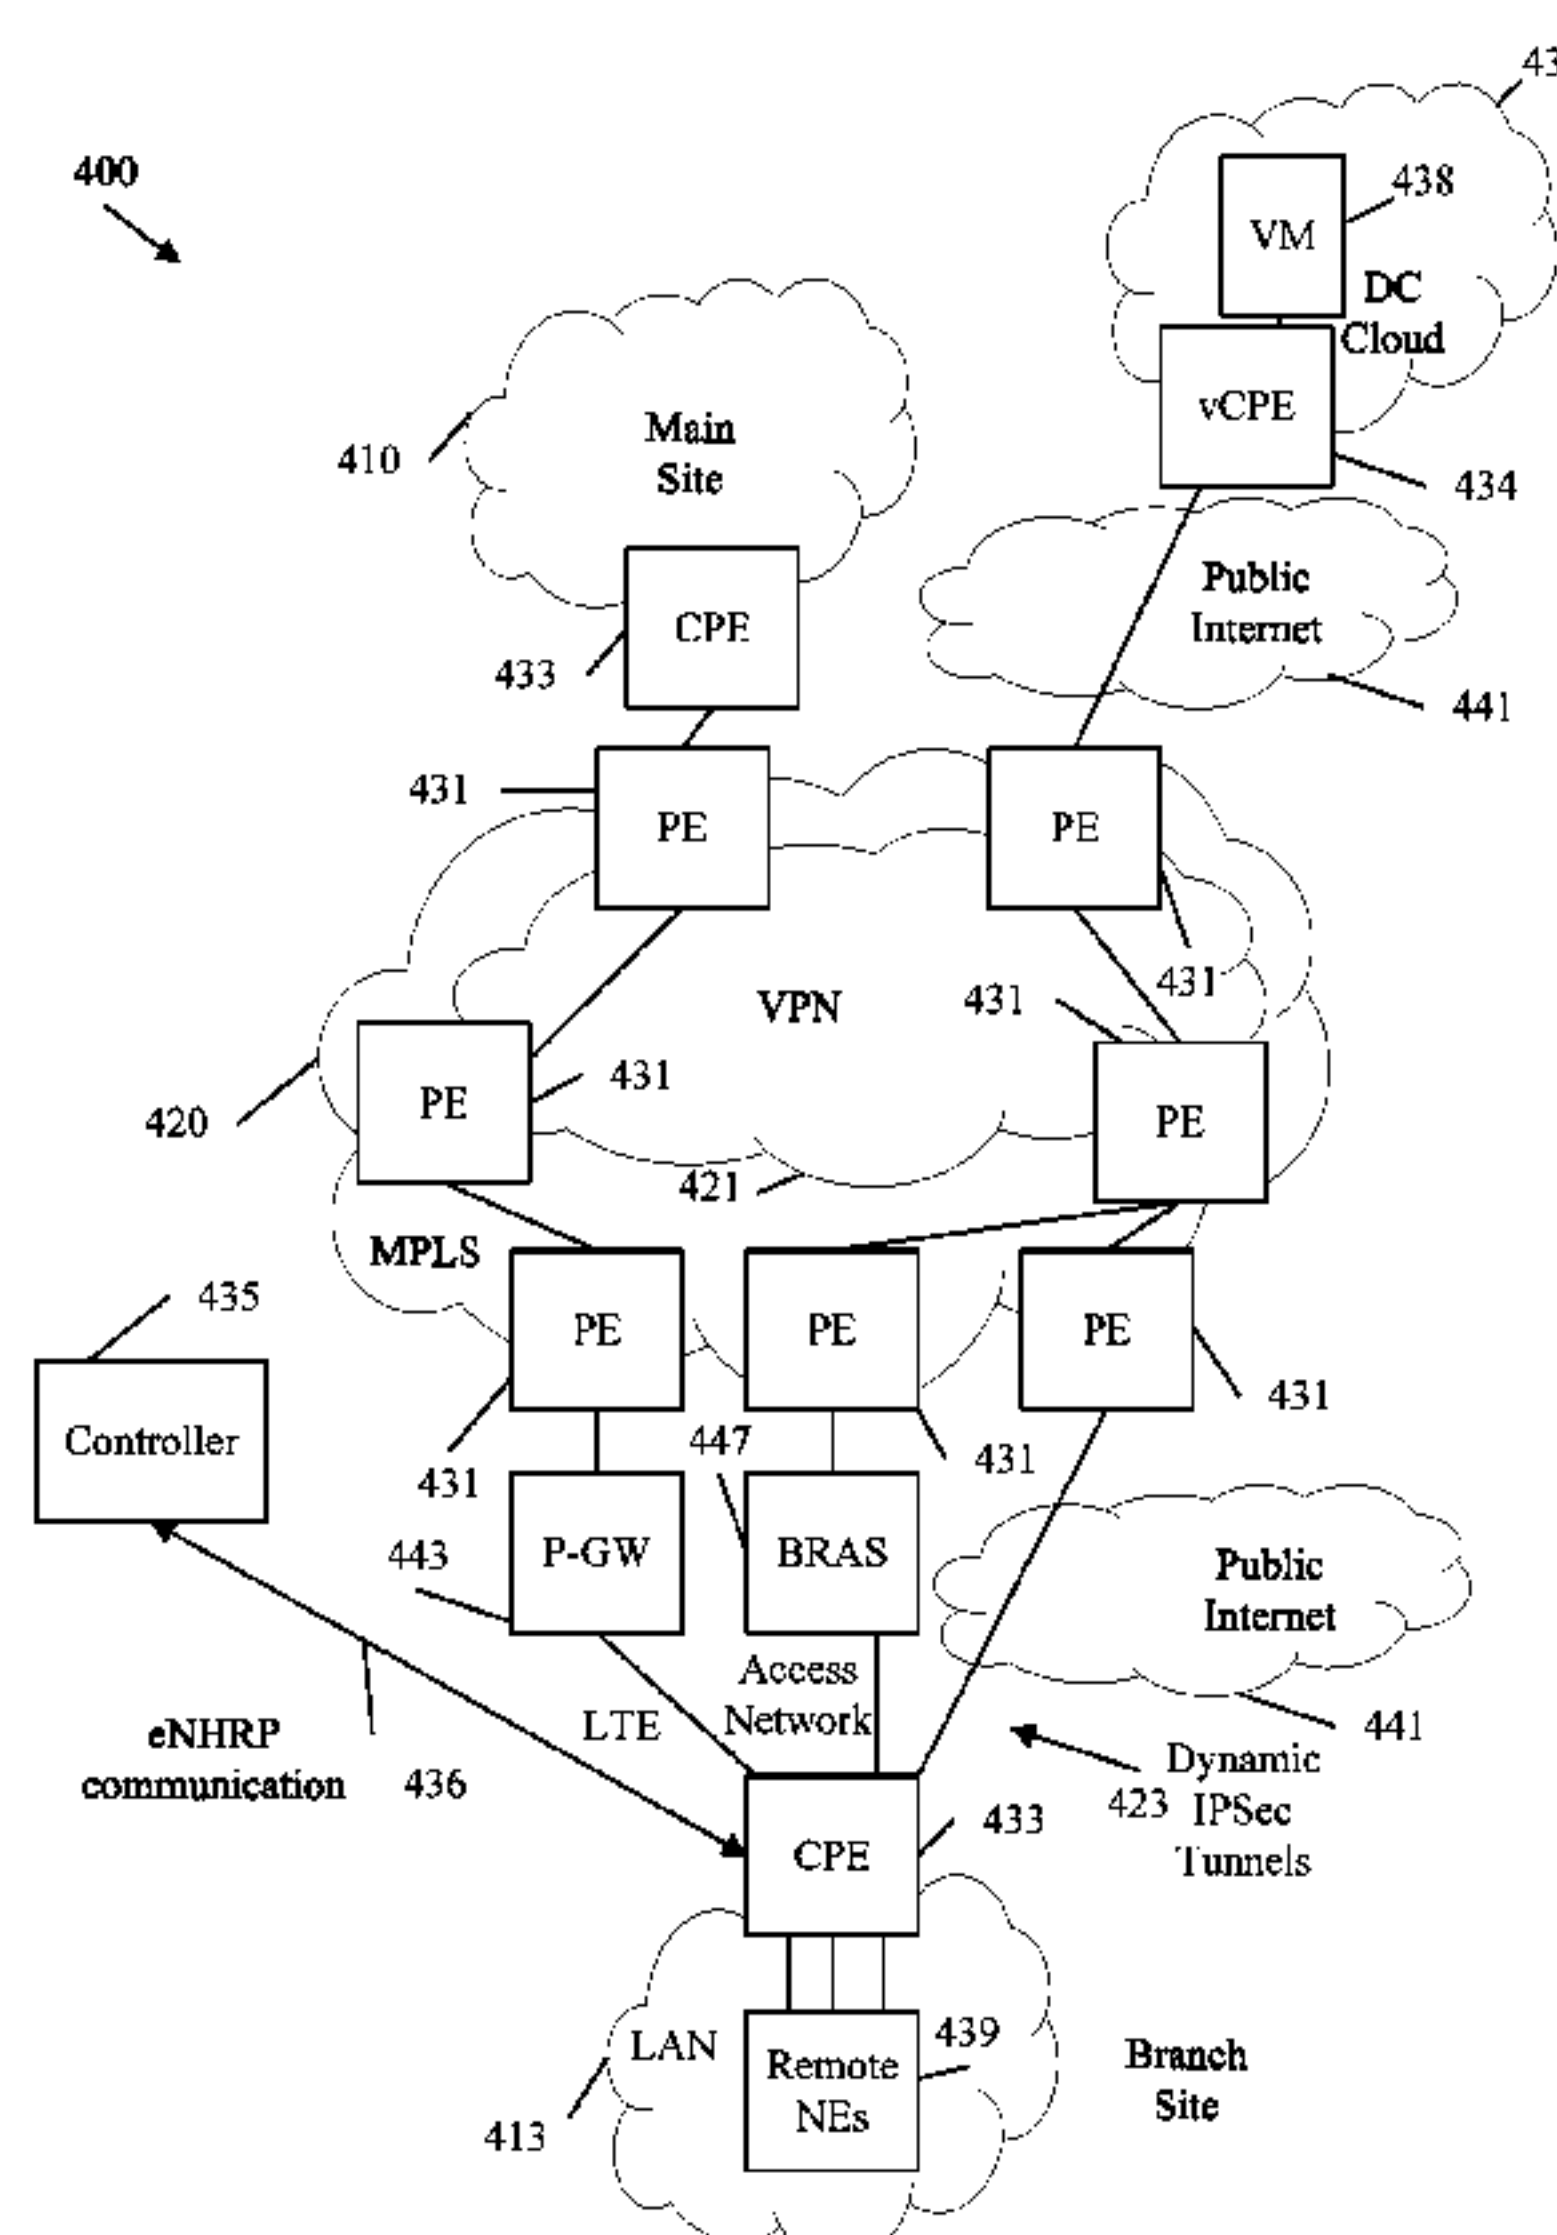 400
438
VM
DC
Cloud
vCPE
434
Main
Site
410
CPE
433
Public
Internet
441
431
PE
PE
431
VPN
431
PE
431
PE
420
421
MPLS
435
Controller
PE
PE
PE
431
431
447
431
443
P-GW
BRAS
Public
Internet
441
Access
Network
LTE
eNHRP
communication
436
Dynamic
423
IPSec
Tunnels
CPE
433
LAN
Remote
NEs
439
Branch
Site
413